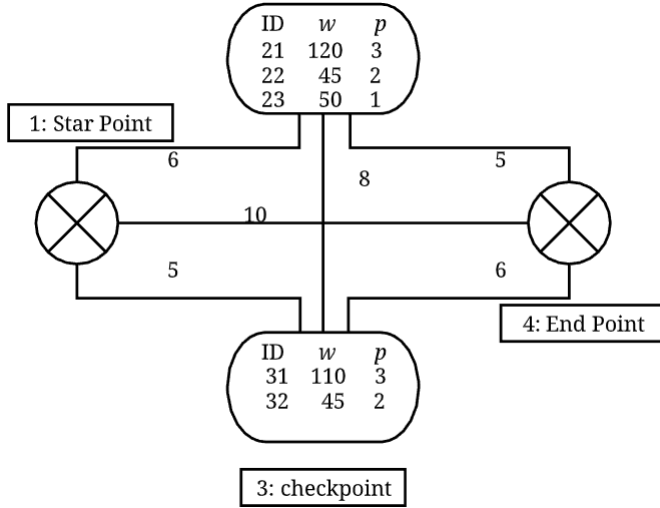 ID w p
21 120 3
22 45 2
23 50 1
1: Star Point
6
5
8
10
5
6
4: End Point
ID w p
31 110 3
32 45 2
3: checkpoint